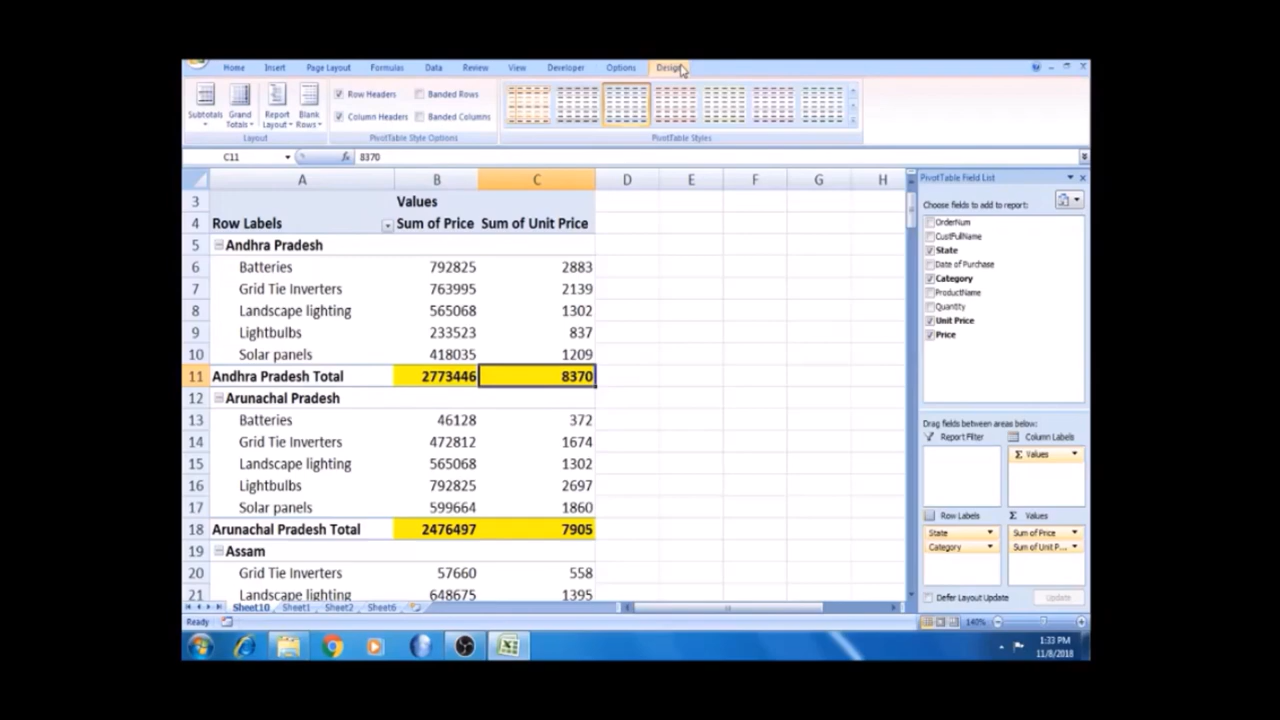 Home Insert Page Layout Formulas Data Review View Developer Options Design
Subtotals Grand Totals Report Layout Blank Rows
Row Headers Banded Rows
Column Headers Banded Columns
Layout PivotTable Style Options PivotTable Styles
C11 fx 8370
A B C D E F G H
3 Values
4 Row Labels Sum of Price Sum of Unit Price
5 Andhra Pradesh
6 Batteries 792825 2883
7 Grid Tie Inverters 763995 2139
8 Landscape lighting 565068 1302
9 Lightbulbs 233523 837
10 Solar panels 418035 1209
11 Andhra Pradesh Total 2773446 8370
12 Arunachal Pradesh
13 Batteries 46128 372
14 Grid Tie Inverters 472812 1674
15 Landscape lighting 565068 1302
16 Lightbulbs 792825 2697
17 Solar panels 599664 1860
18 Arunachal Pradesh Total 2476497 7905
19 Assam
20 Grid Tie Inverters 57660 558
21 Landscape lighting 648675 1395
Sheet10 Sheet1 Sheet2 Sheet6
Ready 140%
PivotTable Field List
Choose fields to add to report:
OrderNum
CustFullName
State
Date of Purchase
Category
ProductName
Quantity
Unit Price
Price
Drag fields between areas below:
Report Filter Column Labels
Σ Values
Row Labels Σ Values
State Sum of Price
Category Sum of Unit P...
Defer Layout Update Update
1:33 PM
11/8/2018